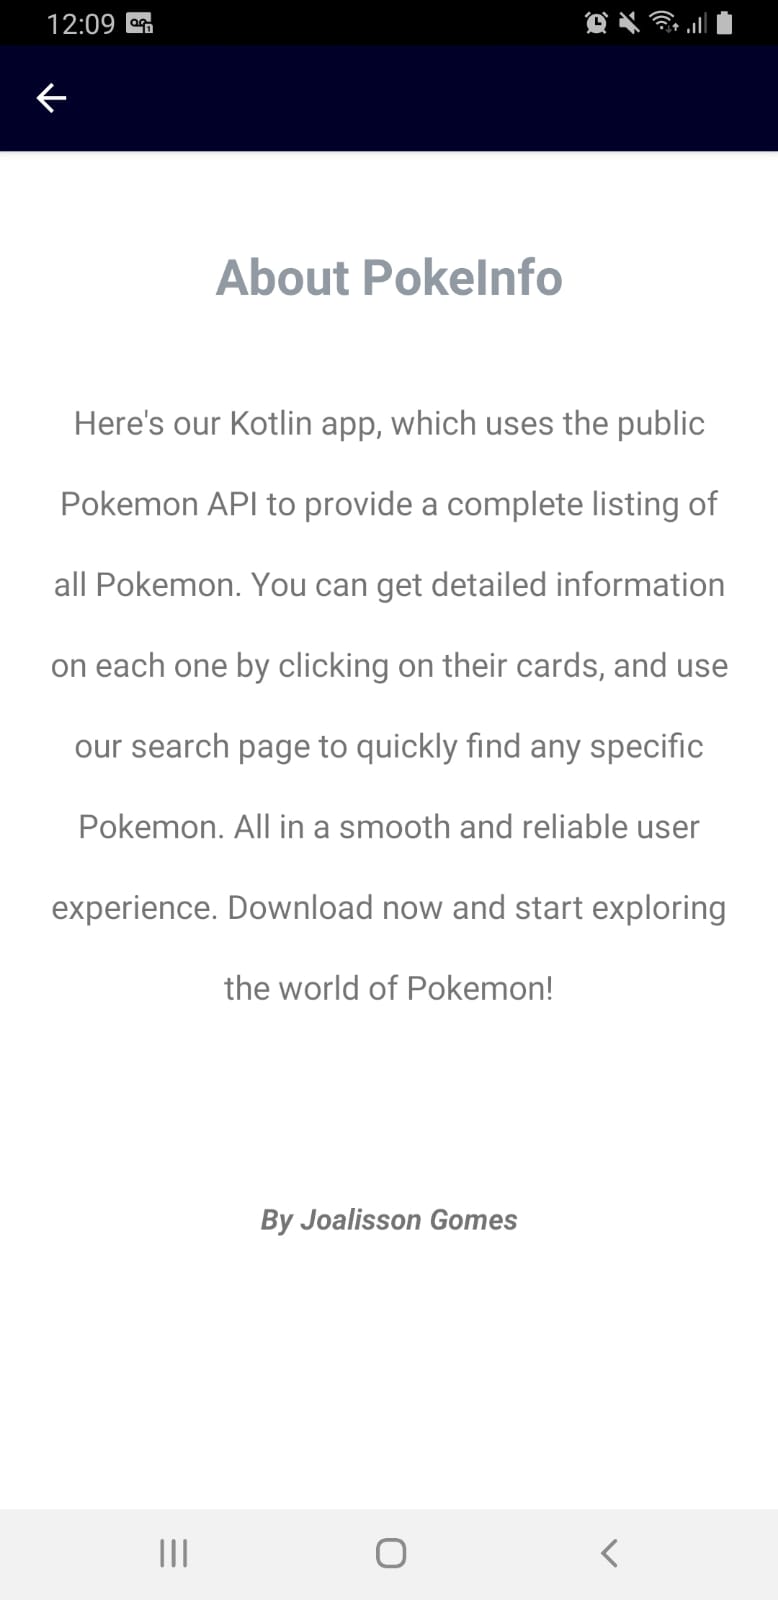 12:09
About PokeInfo
Here's our Kotlin app, which uses the public
Pokemon API to provide a complete listing of
all Pokemon. You can get detailed information
on each one by clicking on their cards, and use
our search page to quickly find any specific
Pokemon. All in a smooth and reliable user
experience. Download now and start exploring
the world of Pokemon!
By Joalisson Gomes